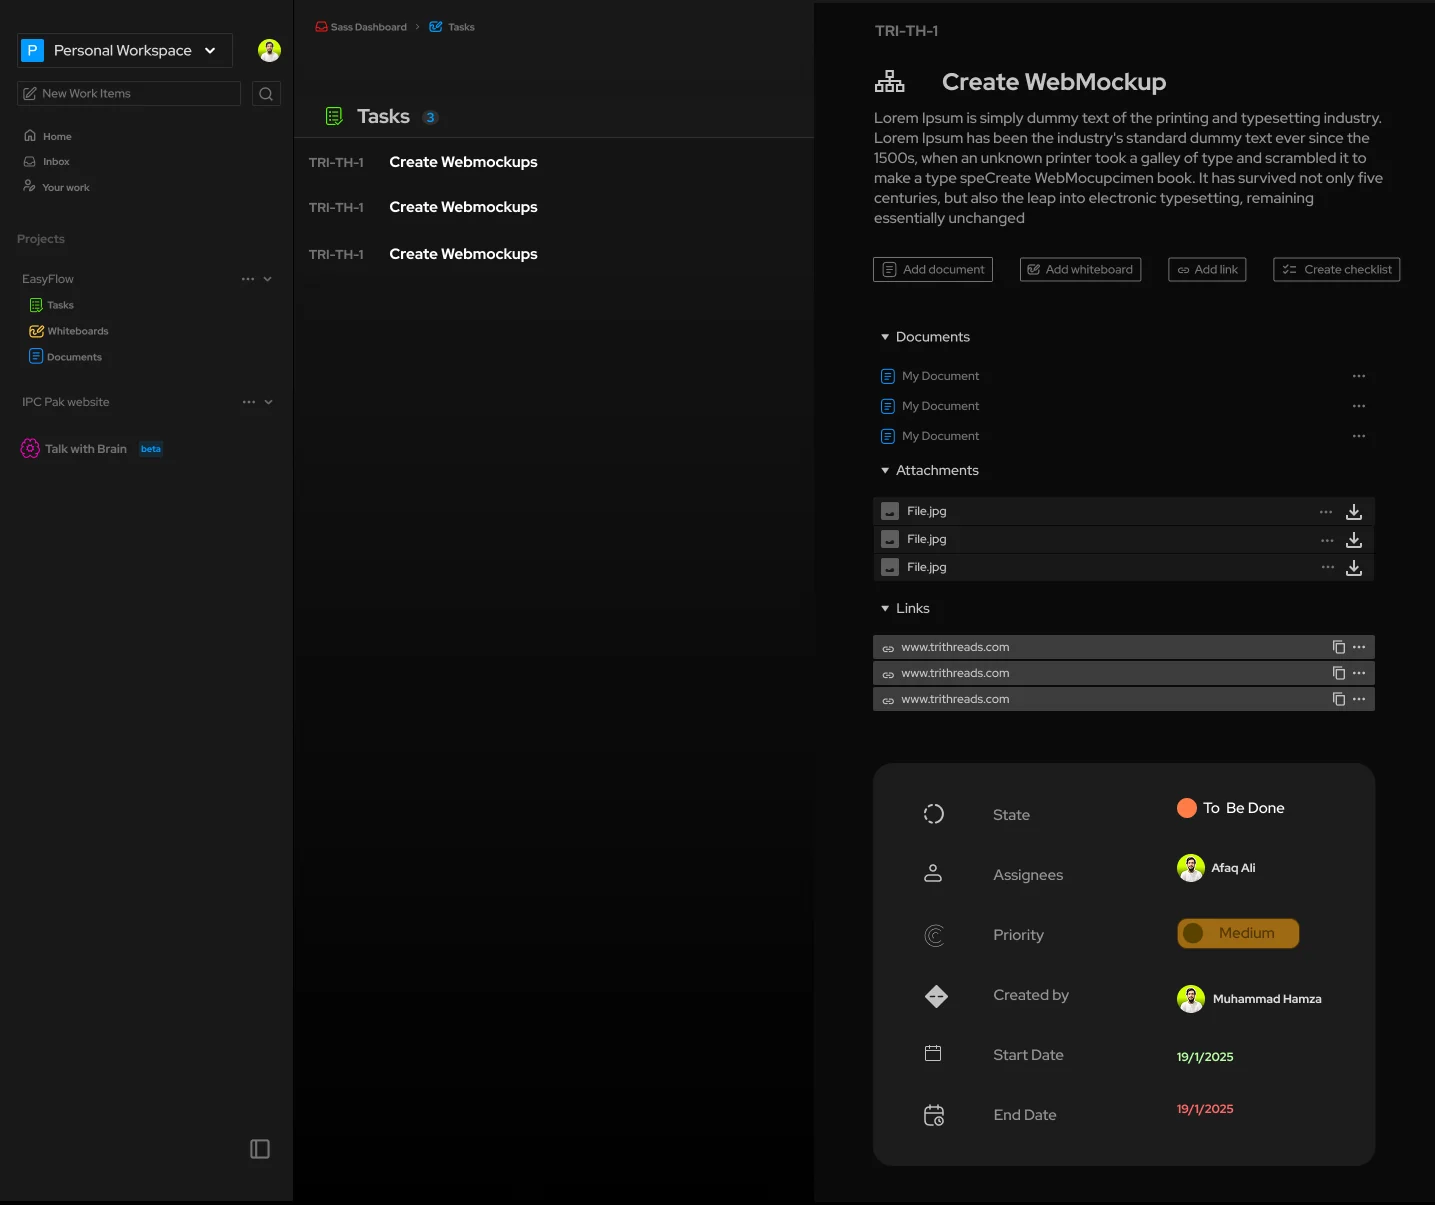 P Personal Workspace
New Work Items
Home
Inbox
Your work
Projects
EasyFlow
Tasks
Whiteboards
Documents
IPC Pak website
Talk with Brain beta
Sass Dashboard > Tasks
Tasks 3
TRI-TH-1 Create Webmockups
TRI-TH-1 Create Webmockups
TRI-TH-1 Create Webmockups
TRI-TH-1
Create WebMockup
Lorem Ipsum is simply dummy text of the printing and typesetting industry.
Lorem Ipsum has been the industry's standard dummy text ever since the
1500s, when an unknown printer took a galley of type and scrambled it to
make a type speCreate WebMocupcimen book. It has survived not only five
centuries, but also the leap into electronic typesetting, remaining
essentially unchanged
Add document Add whiteboard Add link Create checklist
Documents
My Document
My Document
My Document
Attachments
File.jpg
File.jpg
File.jpg
Links
www.trithreads.com
www.trithreads.com
www.trithreads.com
State To Be Done
Assignees Afaq Ali
Priority Medium
Created by Muhammad Hamza
Start Date 19/1/2025
End Date 19/1/2025